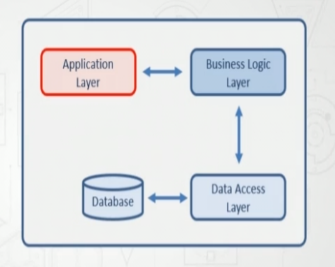 Application
Layer
Business Logic
Layer
Database
Data Access
Layer